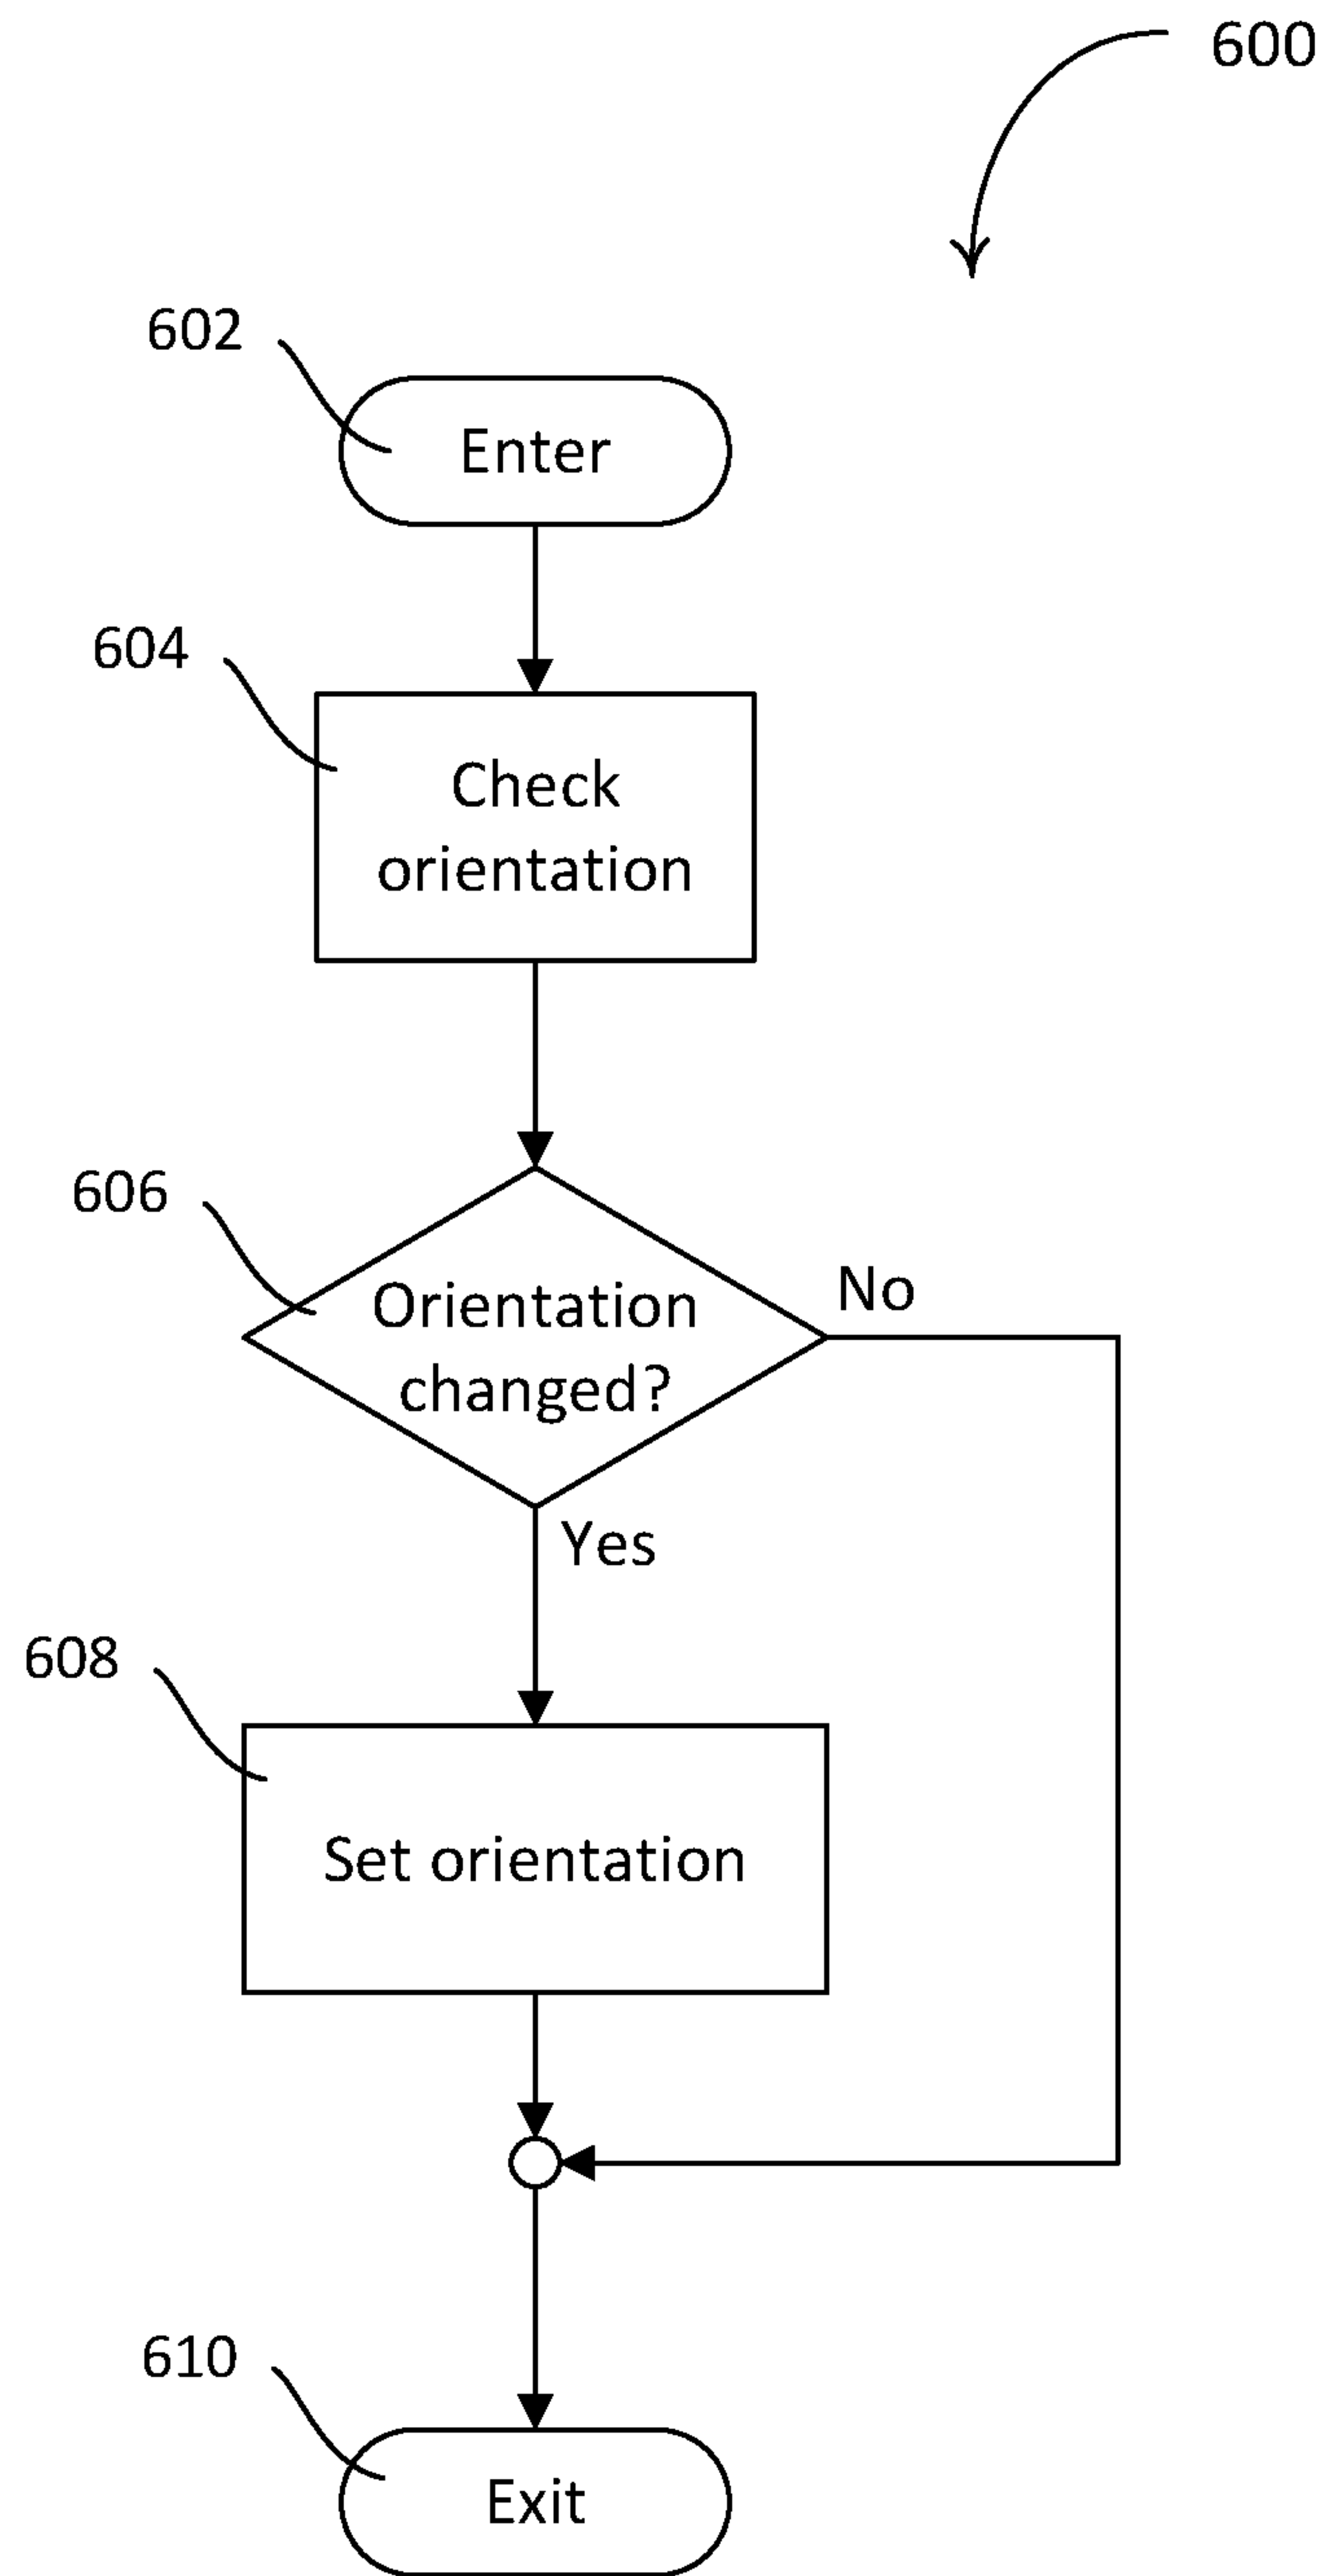 600
602
Enter
604
Check
orientation
606
Orientation
changed?
No
Yes
608
Set orientation
610
Exit